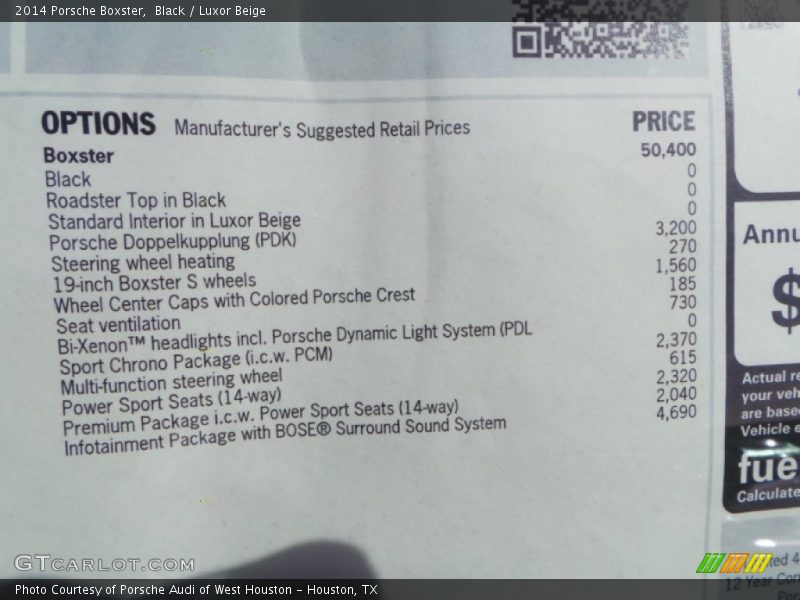 2014 Porsche Boxster,  Black / Luxor Beige
OPTIONS Manufacturer's Suggested Retail Prices PRICE
Boxster 50,400
Black 0
Roadster Top in Black 0
Standard Interior in Luxor Beige 0
Porsche Doppelkupplung (PDK) 3,200
Steering wheel heating 270
19-inch Boxster S wheels 1,560
Wheel Center Caps with Colored Porsche Crest 185
Seat ventilation 730
Bi-Xenon™ headlights incl. Porsche Dynamic Light System (PDL 0
Sport Chrono Package (i.c.w. PCM) 2,370
Multi-function steering wheel 615
Power Sport Seats (14-way) 2,320
Premium Package i.c.w. Power Sport Seats (14-way) 2,040
Infotainment Package with BOSE® Surround Sound System 4,690
Annu
$
Actual re
your veh
are base
Vehicle e
fue
Calculate
ted 4
12 Year Cor
Por
GTCARLOT.COM
Photo Courtesy of Porsche Audi of West Houston – Houston, TX